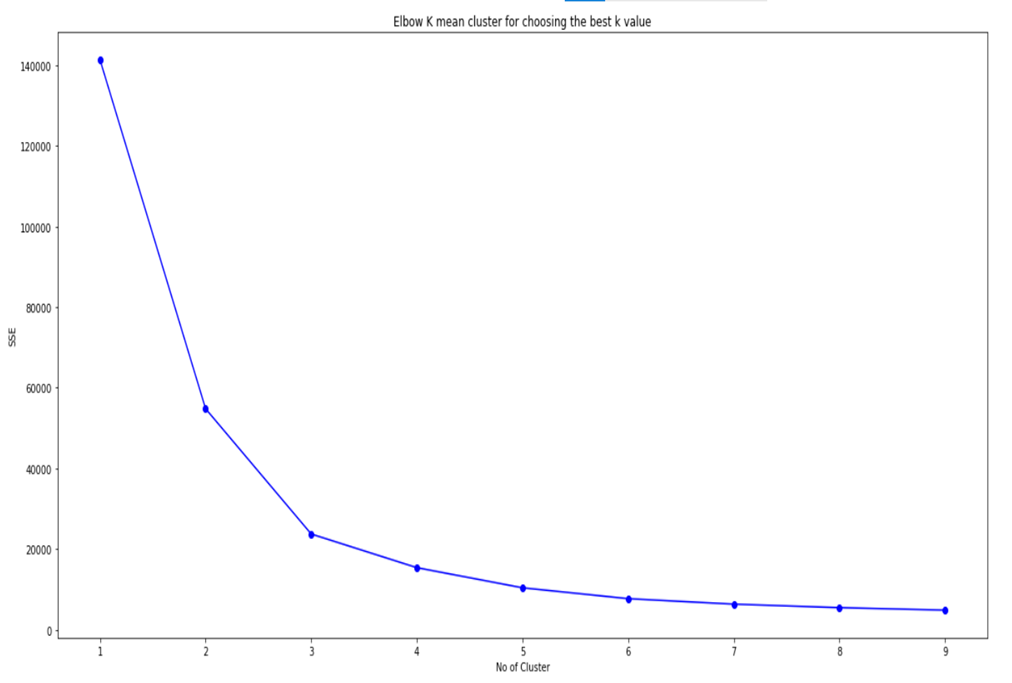 Elbow K mean cluster for choosing the best k value
140000
120000
100000
80000
60000
40000
20000
0
SSE
1 2 3 4 5 6 7 8 9
No of Cluster